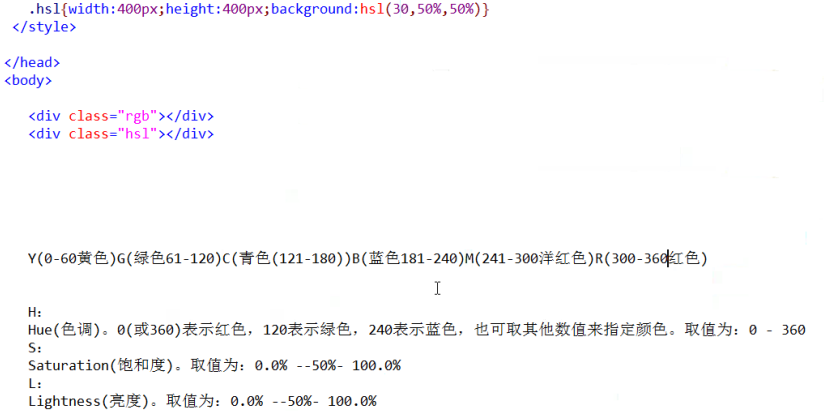 .hsl{width:400px;height:400px;background:hsl(30,50%,50%)}
</style>
</head>
<body>
<div class="rgb"></div>
<div class="hsl"></div>
Y(0-60黄色)G(绿色61-120)C(青色(121-180))B(蓝色181-240)M(241-300洋红色)R(300-360红色)
H:
Hue(色调)。0(或360)表示红色，120表示绿色，240表示蓝色，也可取其他数值来指定颜色。取值为：0 - 360
S:
Saturation(饱和度)。取值为：0.0% --50%- 100.0%
L:
Lightness(亮度)。取值为：0.0% --50%- 100.0%